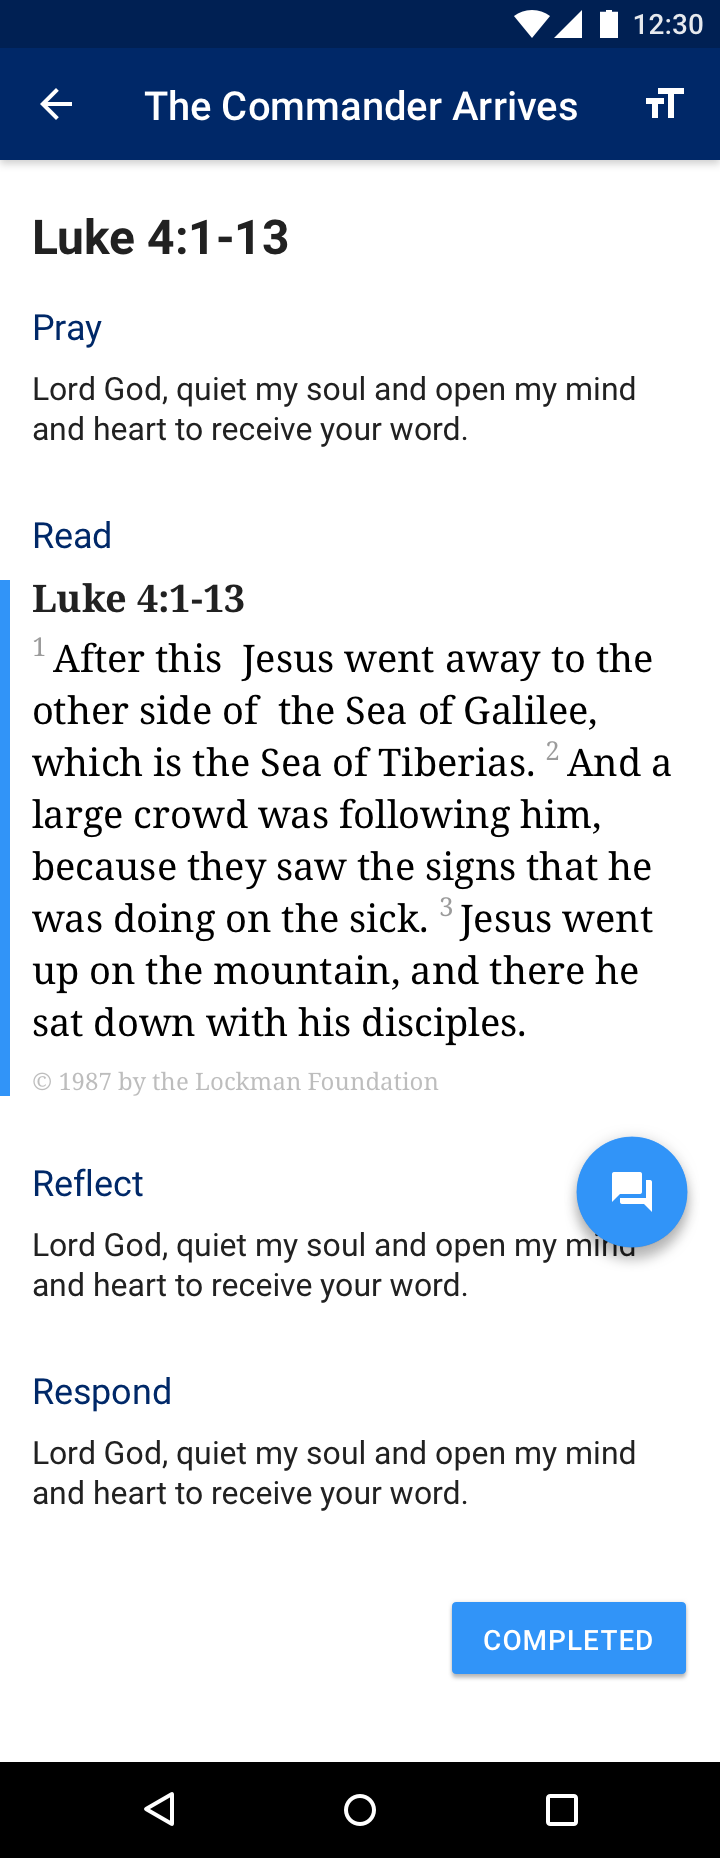 12:30
The Commander Arrives
Luke 4:1-13
Pray
Lord God, quiet my soul and open my mind
and heart to receive your word.
Read
Luke 4:1-13
1 After this Jesus went away to the
other side of the Sea of Galilee,
which is the Sea of Tiberias. 2 And a
large crowd was following him,
because they saw the signs that he
was doing on the sick. 3 Jesus went
up on the mountain, and there he
sat down with his disciples.
© 1987 by the Lockman Foundation
Reflect
Lord God, quiet my soul and open my mind
and heart to receive your word.
Respond
Lord God, quiet my soul and open my mind
and heart to receive your word.
COMPLETED